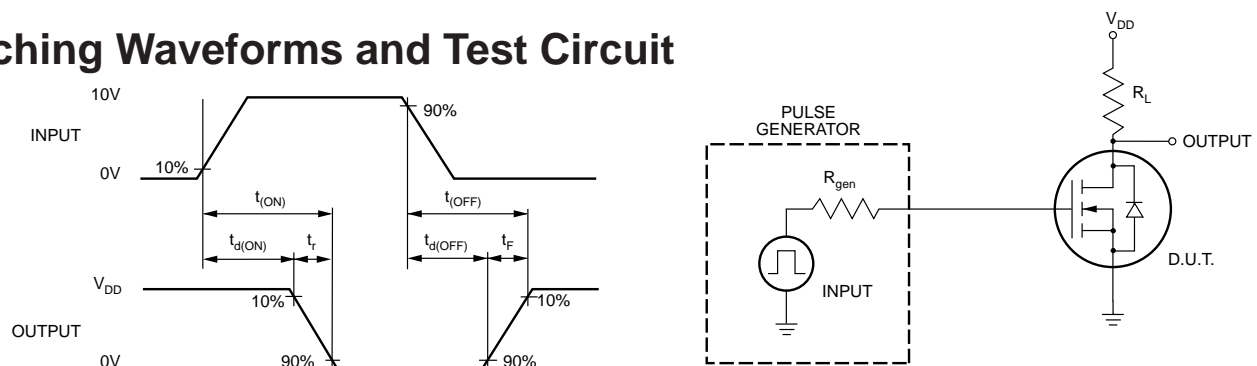 ching Waveforms and Test Circuit
10V
INPUT
0V
10%
90%
t(ON)
t(OFF)
td(ON)
tr
td(OFF)
tF
VDD
OUTPUT
0V
10%
90%
10%
90%
VDD
RL
OUTPUT
PULSE
GENERATOR
Rgen
INPUT
D.U.T.